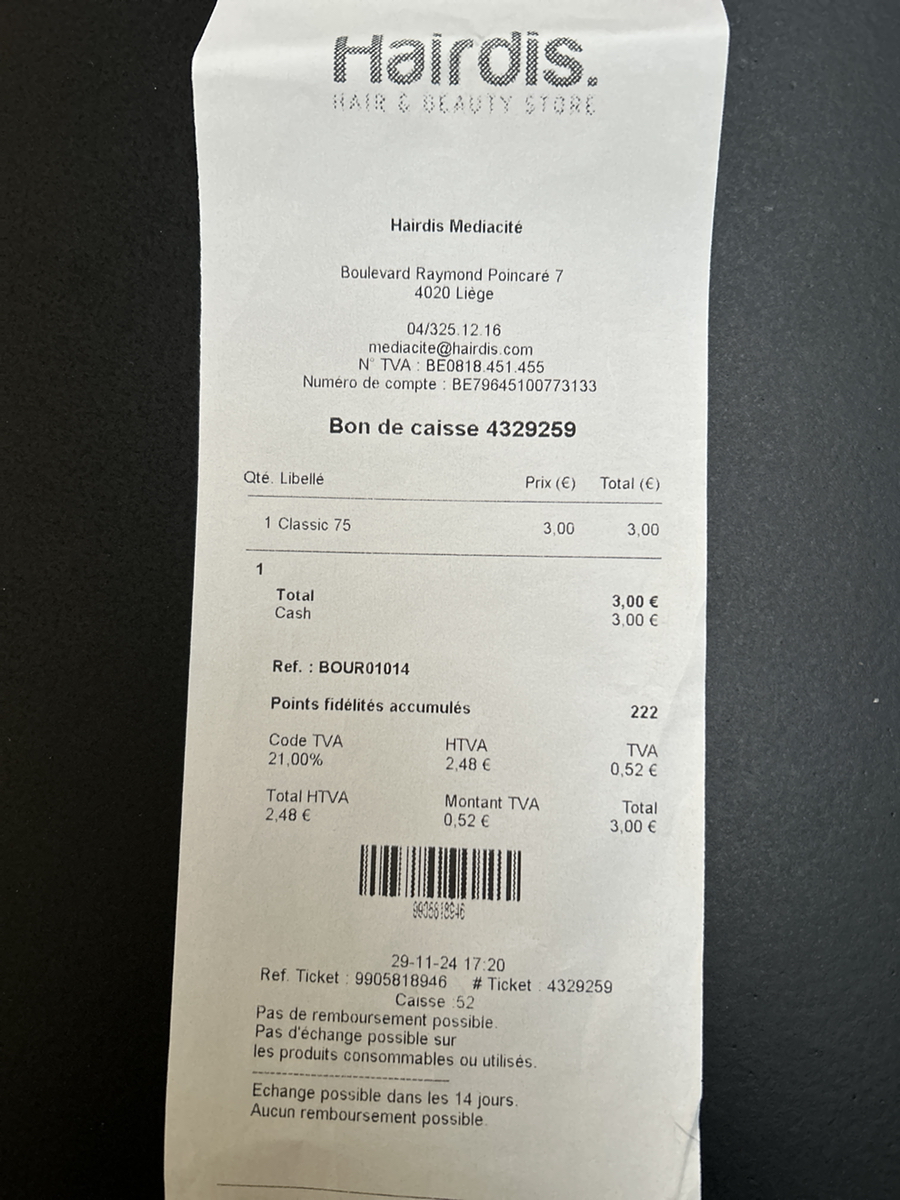 Hairdis.
HAIR & BEAUTY STORE
Hairdis Mediacité
Boulevard Raymond Poincaré 7
4020 Liège
04/325.12.16
mediacite@hairdis.com
N° TVA : BE0818.451.455
Numéro de compte : BE79645100773133
Bon de caisse 4329259
Qté. Libellé Prix (€) Total (€)
1 Classic 75 3,00 3,00
1
Total 3,00 €
Cash 3,00 €
Ref. : BOUR01014
Points fidélités accumulés 222
Code TVA HTVA TVA
21,00% 2,48 € 0,52 €
Total HTVA Montant TVA Total
2,48 € 0,52 € 3,00 €
29-11-24 17:20
Ref. Ticket : 9905818946 # Ticket : 4329259
Caisse :52
Pas de remboursement possible.
Pas d'échange possible sur
les produits consommables ou utilisés.
Echange possible dans les 14 jours.
Aucun remboursement possible.